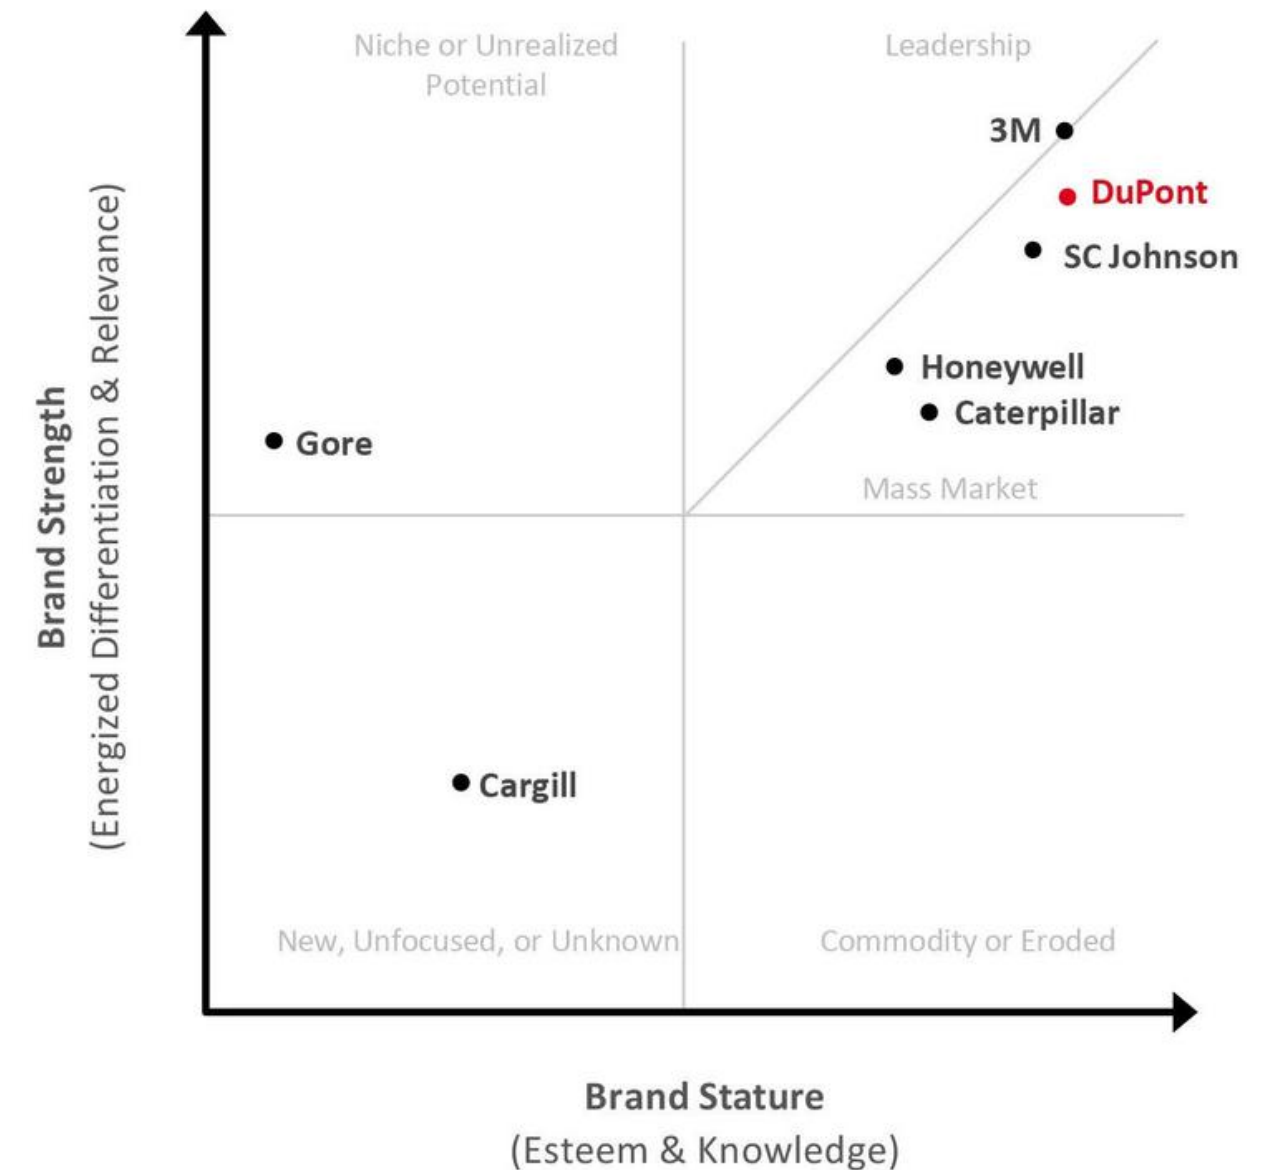 Niche or Unrealized
Potential
Leadership
3M
DuPont
SC Johnson
Honeywell
Caterpillar
Gore
Mass Market
Brand Strength
(Energized Differentiation & Relevance)
Cargill
New, Unfocused, or Unknown
Commodity or Eroded
Brand Stature
(Esteem & Knowledge)